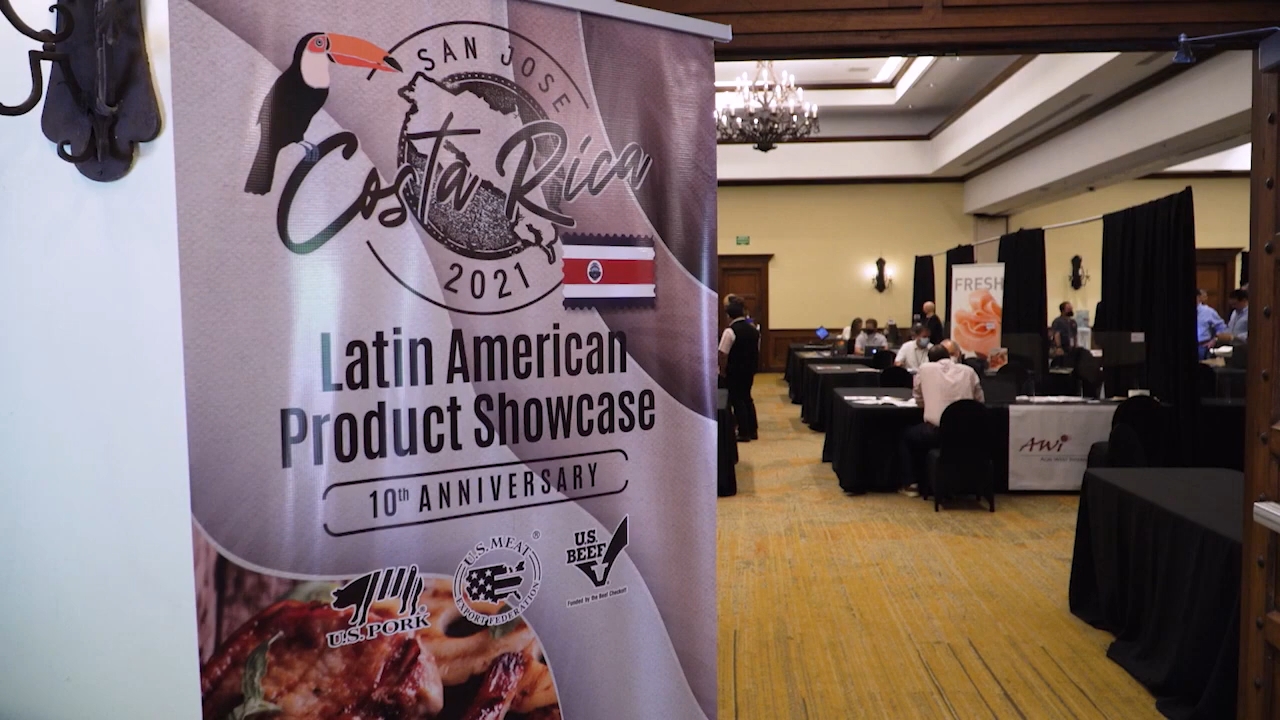 SAN JOSE
Costa Rica
2021
Latin American
Product Showcase
10th ANNIVERSARY
U.S. PORK
U.S. MEAT
EXPORT FEDERATION
®
U.S.
BEEF
Funded by the Beef Checkoff
FRESH
AWi